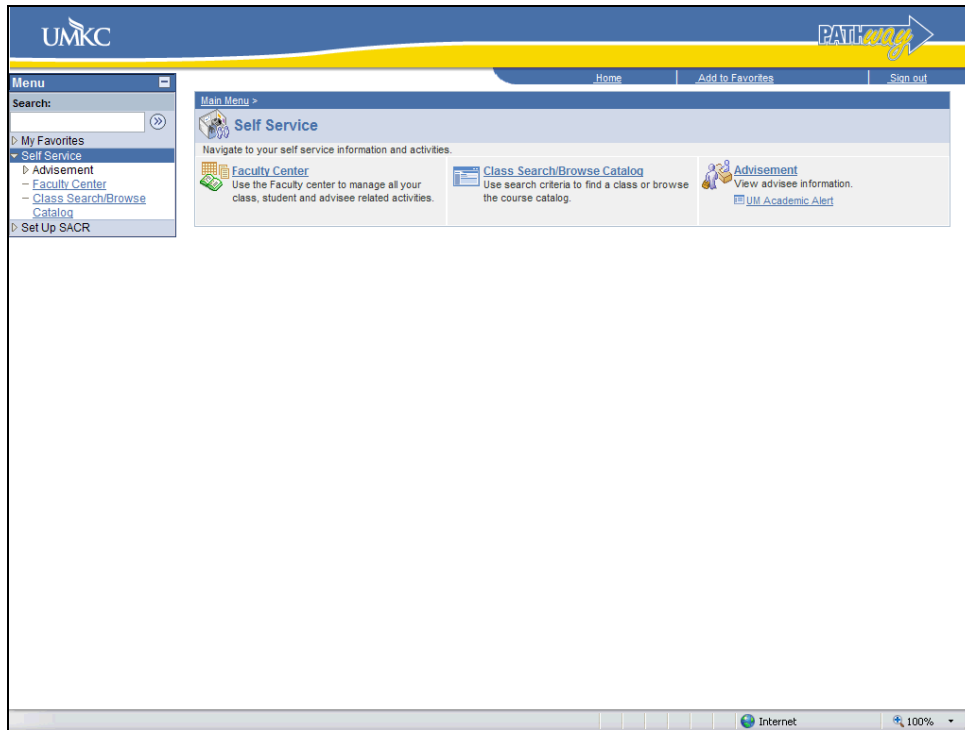 UMKC
PATHway
Home
Add to Favorites
Sign out
Menu
Search:
My Favorites
Self Service
Advisement
Faculty Center
Class Search/Browse
Catalog
Set Up SACR
Main Menu >
Self Service
Navigate to your self service information and activities.
Faculty Center
Use the Faculty center to manage all your
class, student and advisee related activities.
Class Search/Browse Catalog
Use search criteria to find a class or browse
the course catalog.
Advisement
View advisee information.
UM Academic Alert
Internet
100%